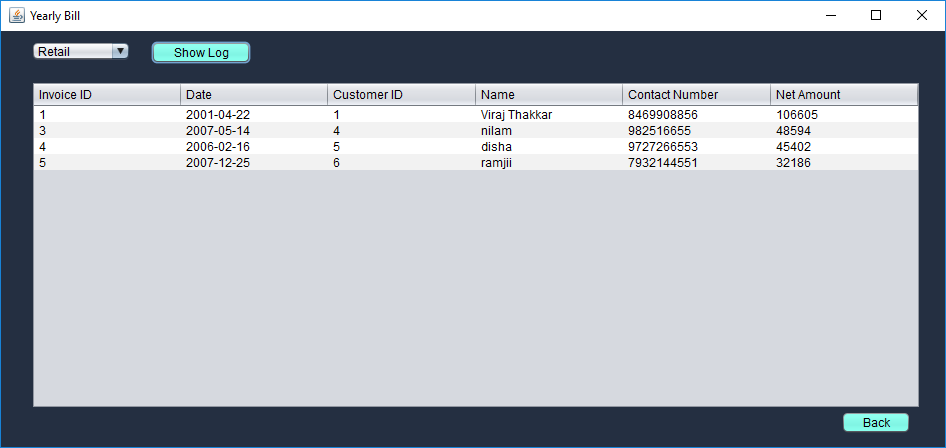 Yearly Bill
Retail Show Log
Invoice ID Date Customer ID Name Contact Number Net Amount
1 2001-04-22 1 Viraj Thakkar 8469908856 106605
3 2007-05-14 4 nilam 982516655 48594
4 2006-02-16 5 disha 9727266553 45402
5 2007-12-25 6 ramjii 7932144551 32186
Back